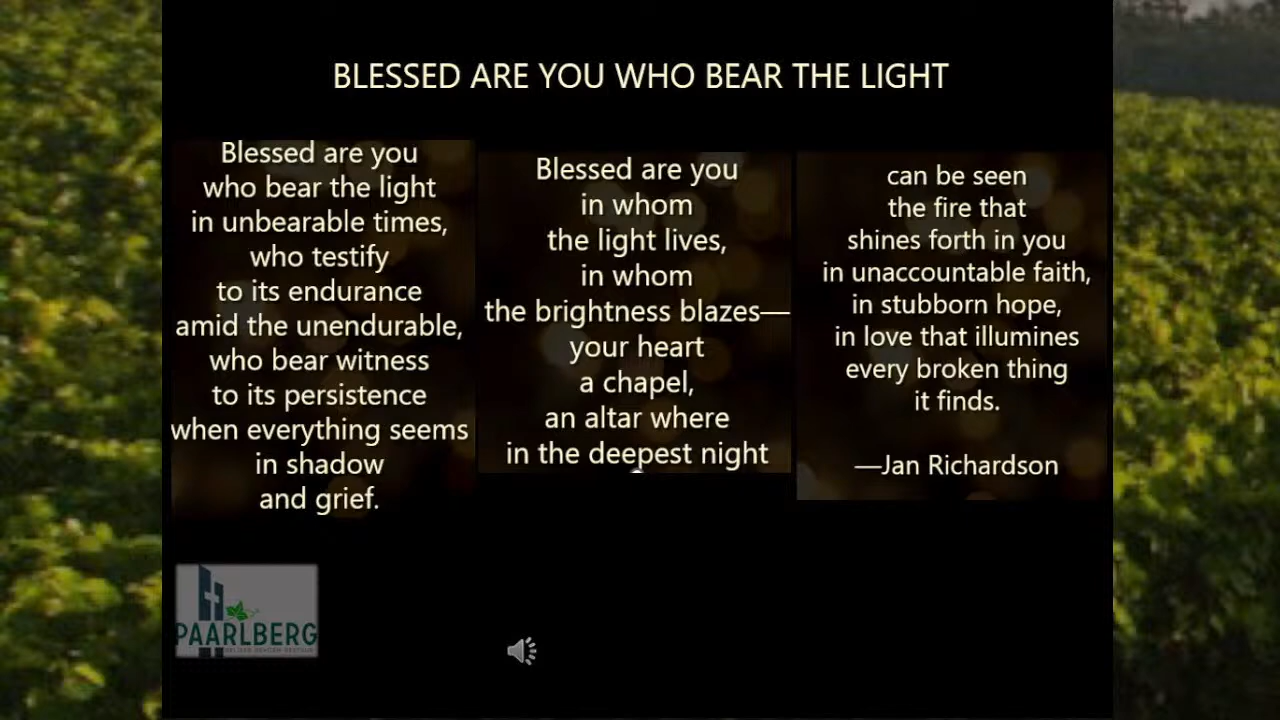 BLESSED ARE YOU WHO BEAR THE LIGHT
Blessed are you
who bear the light
in unbearable times,
who testify
to its endurance
amid the unendurable,
who bear witness
to its persistence
when everything seems
in shadow
and grief.
Blessed are you
in whom
the light lives,
in whom
the brightness blazes—
your heart
a chapel,
an altar where
in the deepest night
can be seen
the fire that
shines forth in you
in unaccountable faith,
in stubborn hope,
in love that illumines
every broken thing
it finds.
—Jan Richardson
PAARLBERG